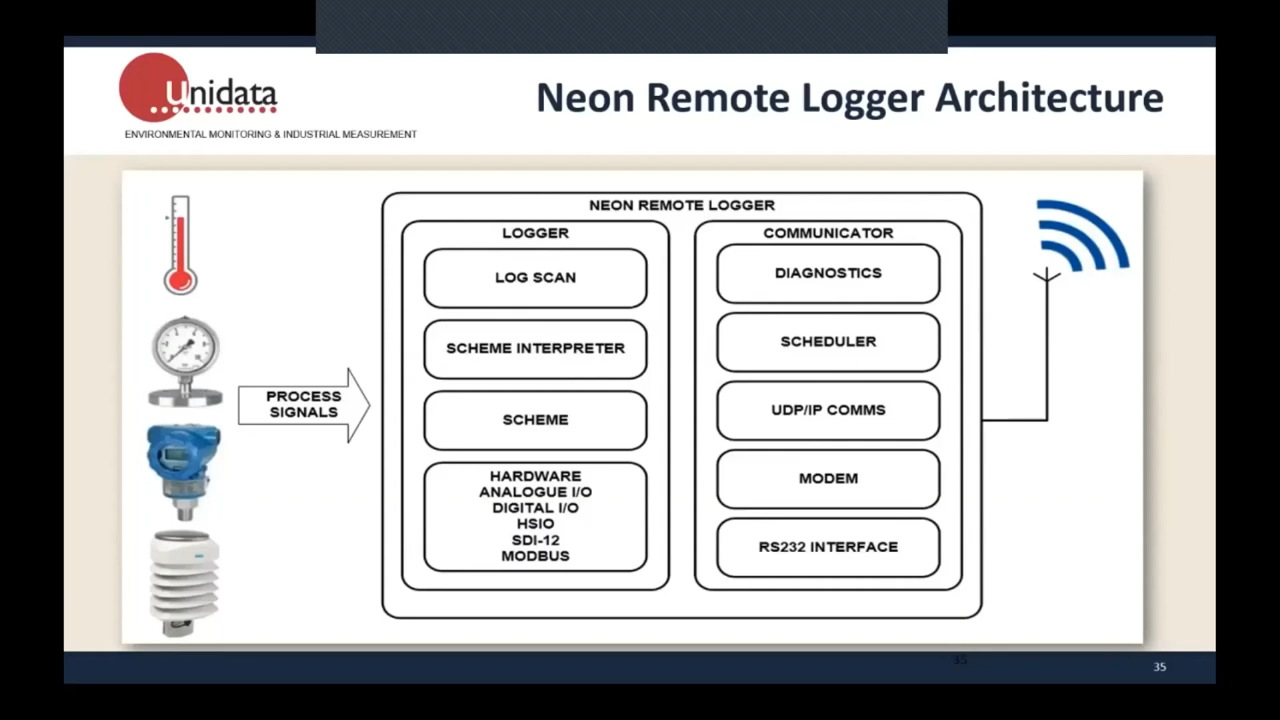 Unidata
ENVIRONMENTAL MONITORING & INDUSTRIAL MEASUREMENT
Neon Remote Logger Architecture
PROCESS
SIGNALS
NEON REMOTE LOGGER
LOGGER
LOG SCAN
SCHEME INTERPRETER
SCHEME
HARDWARE
ANALOGUE I/O
DIGITAL I/O
HSIO
SDI-12
MODBUS
COMMUNICATOR
DIAGNOSTICS
SCHEDULER
UDP/IP COMMS
MODEM
RS232 INTERFACE
35
35